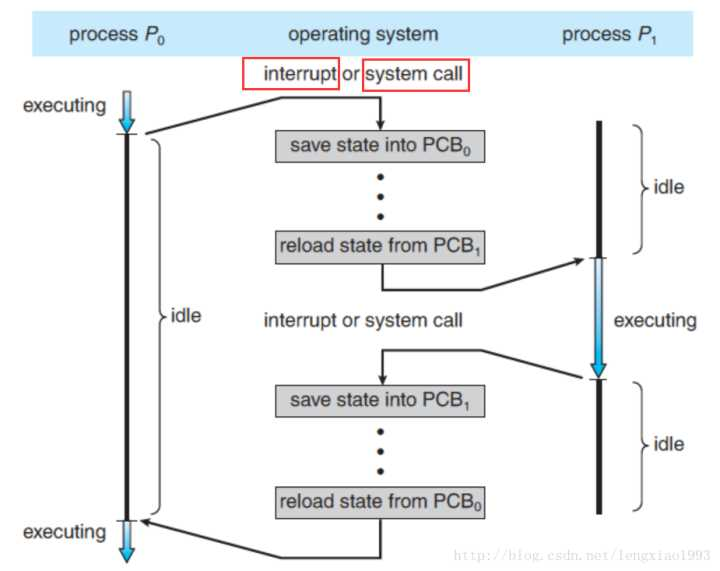 process P0 operating system process P1
interrupt or system call
executing
save state into PCB0
idle
reload state from PCB1
idle
interrupt or system call
executing
save state into PCB1
idle
reload state from PCB0
executing
http://blog.csdn.net/lengxiao1993